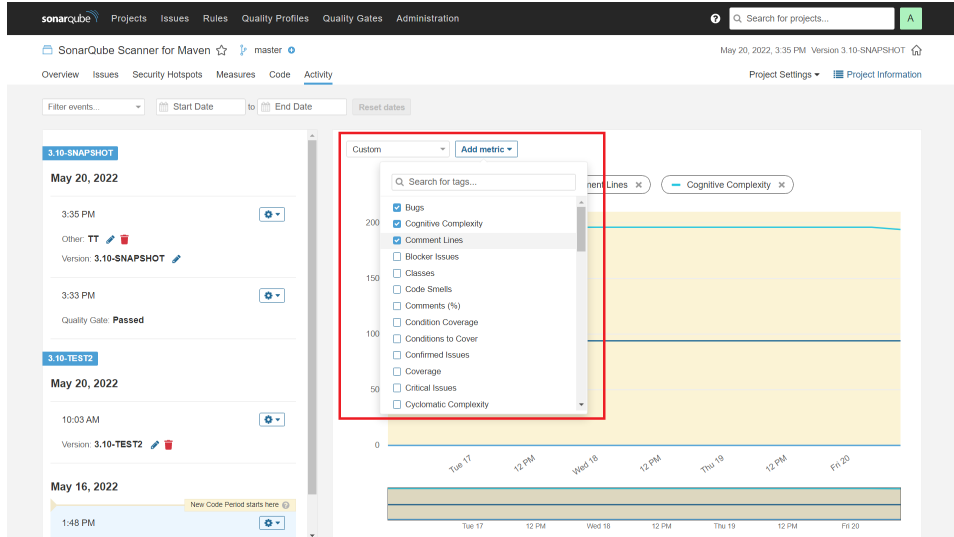 sonarqube Projects Issues Rules Quality Profiles Quality Gates Administration ? Search for projects... A
SonarQube Scanner for Maven master May 20, 2022, 3:35 PM Version 3.10-SNAPSHOT
Overview Issues Security Hotspots Measures Code Activity Project Settings Project Information
Filter events... Start Date to End Date Reset dates
3.10-SNAPSHOT
May 20, 2022
3:35 PM
Other: TT
Version: 3.10-SNAPSHOT
3:33 PM
Quality Gate: Passed
3.10-TEST2
May 20, 2022
10:03 AM
Version: 3.10-TEST2
May 16, 2022
New Code Period starts here ?
1:48 PM
Custom Add metric
Search for tags...
Lines Cognitive Complexity
Bugs
Cognitive Complexity
Comment Lines
Blocker Issues
Classes
Code Smells
Comments (%)
Condition Coverage
Conditions to Cover
Confirmed Issues
Coverage
Critical Issues
Cyclomatic Complexity
200
150
100
50
0
Tue 17 12 PM Wed 18 12 PM Thu 19 12 PM Fri 20
Tue 17 12 PM Wed 18 12 PM Thu 19 12 PM Fri 20